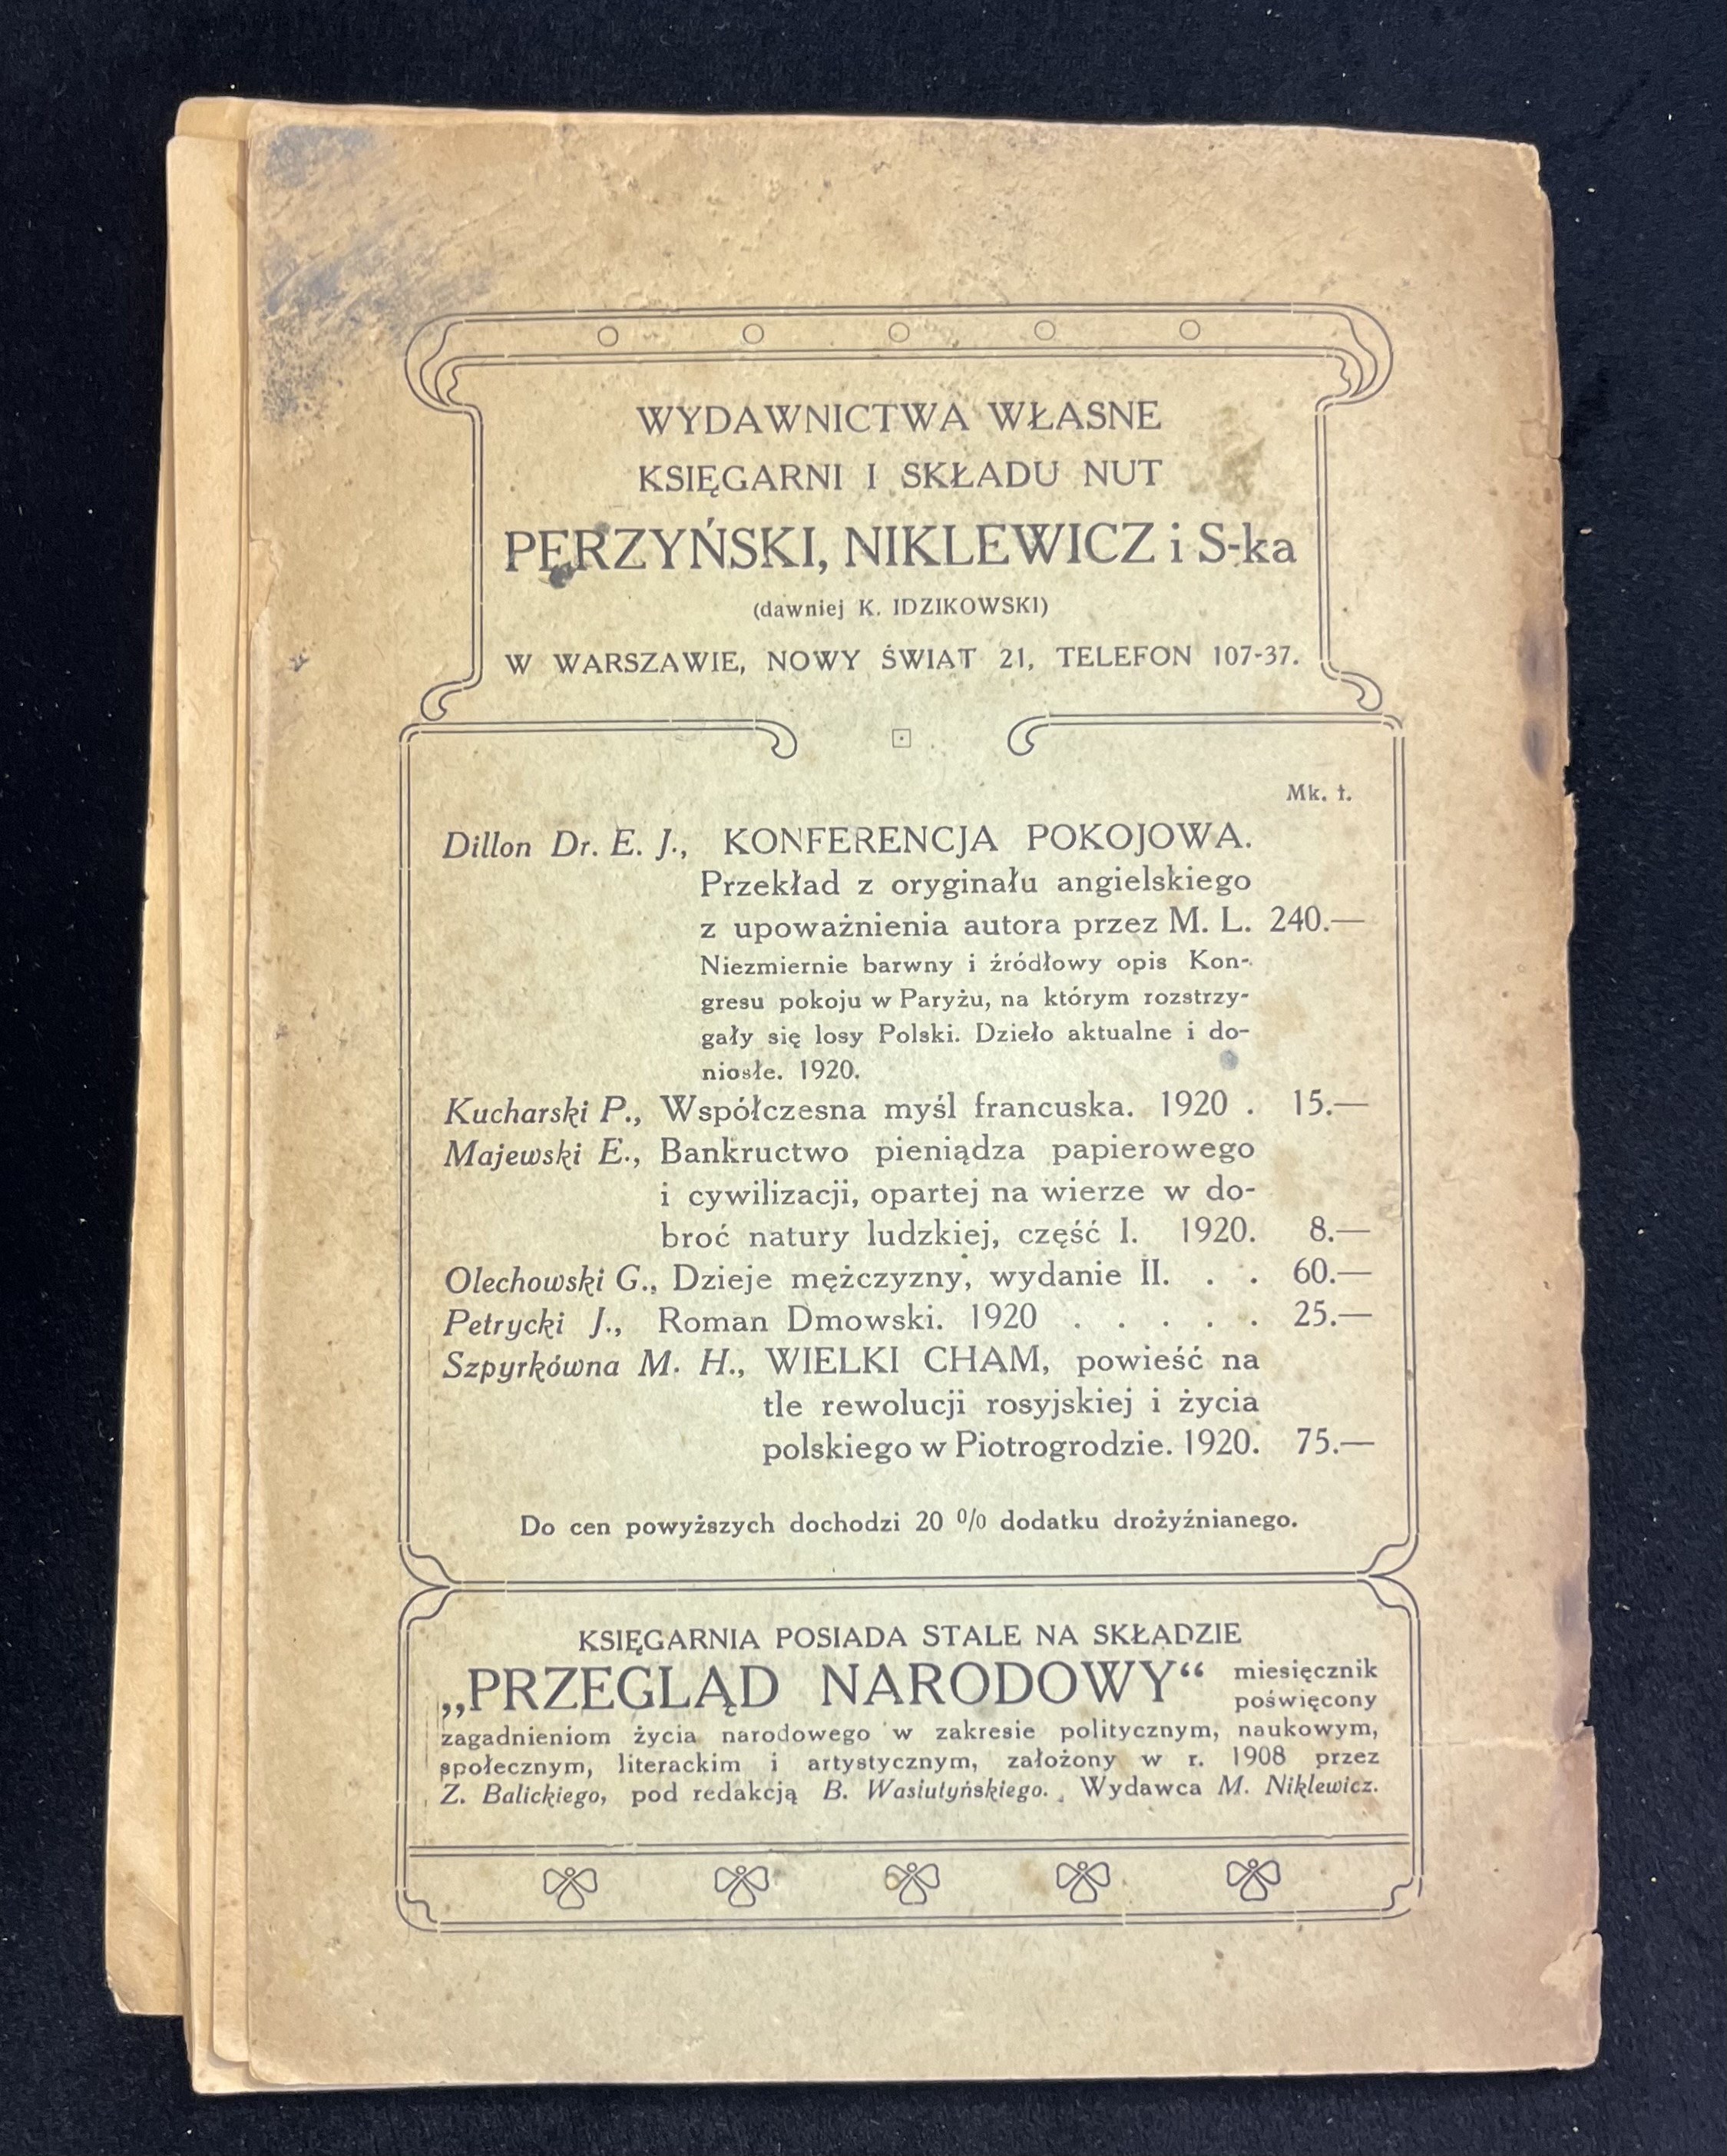 WYDAWNICTWA WŁASNE
KSIĘGARNI I SKŁADU NUT
PERZYŃSKI, NIKLEWICZ i S-ka
(dawniej K. IDZIKOWSKI)
W WARSZAWIE, NOWY ŚWIAT 21, TELEFON 107-37.
Mk. f.
Dillon Dr. E. J., KONFERENCJA POKOJOWA.
Przekład z oryginału angielskiego
z upoważnienia autora przez M. L. 240.—
Niezmiernie barwny i źródłowy opis Kon-
gresu pokoju w Paryżu, na którym rozstrzy-
gały się losy Polski. Dzieło aktualne i do-
niosłe. 1920.
Kucharski P., Współczesna myśl francuska. 1920 . 15.—
Majewski E., Bankructwo pieniądza papierowego
i cywilizacji, opartej na wierze w do-
broć natury ludzkiej, część I. 1920. 8.—
Olechowski G., Dzieje mężczyzny, wydanie II. . . 60.—
Petrycki J., Roman Dmowski. 1920 . . . . . 25.—
Szpyrkówna M. H., WIELKI CHAM, powieść na
tle rewolucji rosyjskiej i życia
polskiego w Piotrogrodzie. 1920. 75.—
Do cen powyższych dochodzi 20 % dodatku drożyźnianego.
KSIĘGARNIA POSIADA STALE NA SKŁADZIE
„PRZEGLĄD NARODOWY“ miesięcznik
poświęcony
zagadnieniom życia narodowego w zakresie politycznym, naukowym,
społecznym, literackim i artystycznym, założony w r. 1908 przez
Z. Balickiego, pod redakcją B. Wasiutyńskiego. Wydawca M. Niklewicz.